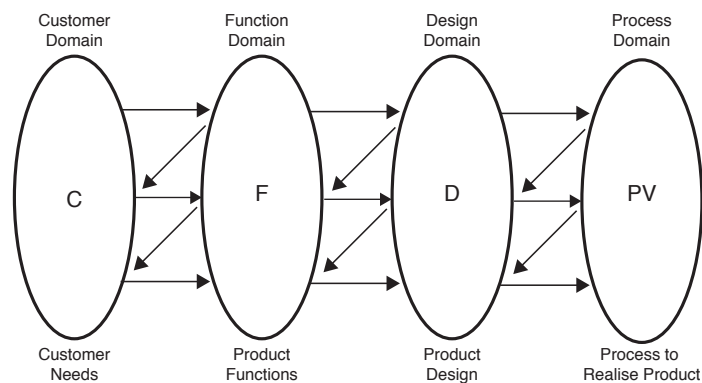 Customer
Domain
Function
Domain
Design
Domain
Process
Domain
C
F
D
PV
Customer
Needs
Product
Functions
Product
Design
Process to
Realise Product